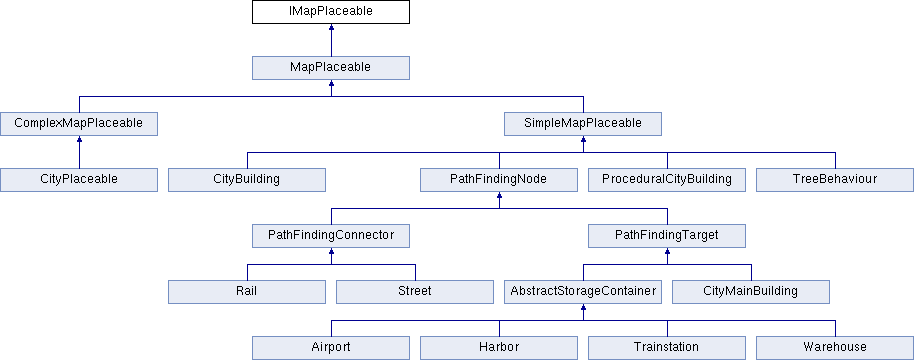 IMapPlaceable
MapPlaceable
ComplexMapPlaceable
SimpleMapPlaceable
CityPlaceable
CityBuilding
PathFindingNode
ProceduralCityBuilding
TreeBehaviour
PathFindingConnector
PathFindingTarget
Rail
Street
AbstractStorageContainer
CityMainBuilding
Airport
Harbor
Trainstation
Warehouse